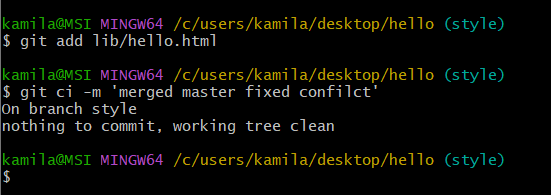 kamila@MSI MINGW64 /c/users/kamila/desktop/hello (style)
$ git add lib/hello.html
kamila@MSI MINGW64 /c/users/kamila/desktop/hello (style)
$ git ci -m 'merged master fixed confilct'
On branch style
nothing to commit, working tree clean
kamila@MSI MINGW64 /c/users/kamila/desktop/hello (style)
$